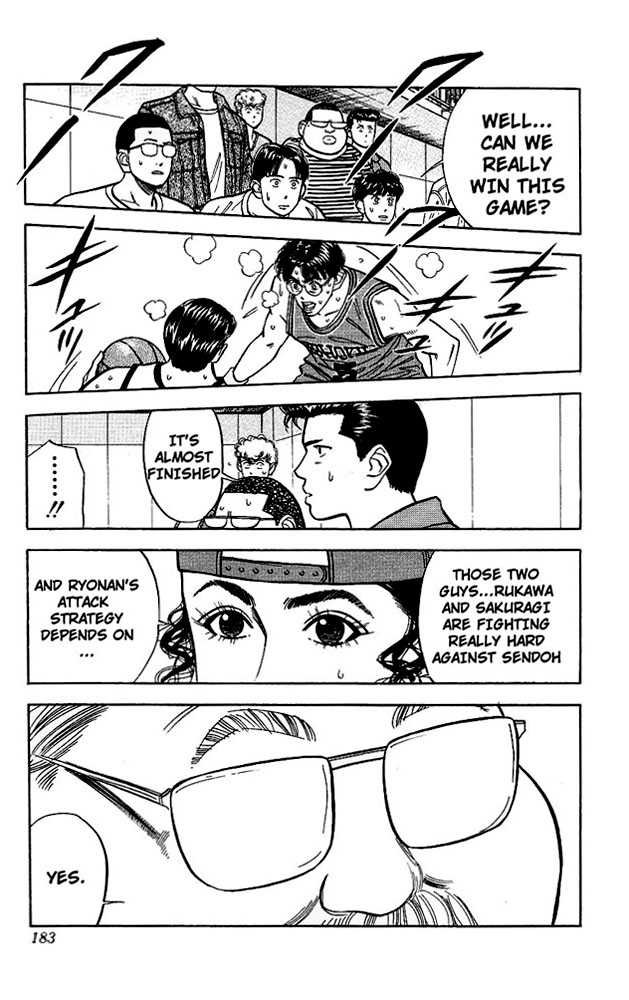 WELL...
CAN WE
REALLY
WIN THIS
GAME?
IT'S
ALMOST
FINISHED
......!!
THOSE TWO
GUYS...RUKAWA
AND SAKURAGI
ARE FIGHTING
REALLY HARD
AGAINST SENDOH
AND RYONAN'S
ATTACK
STRATEGY
DEPENDS ON
...
YES.
183